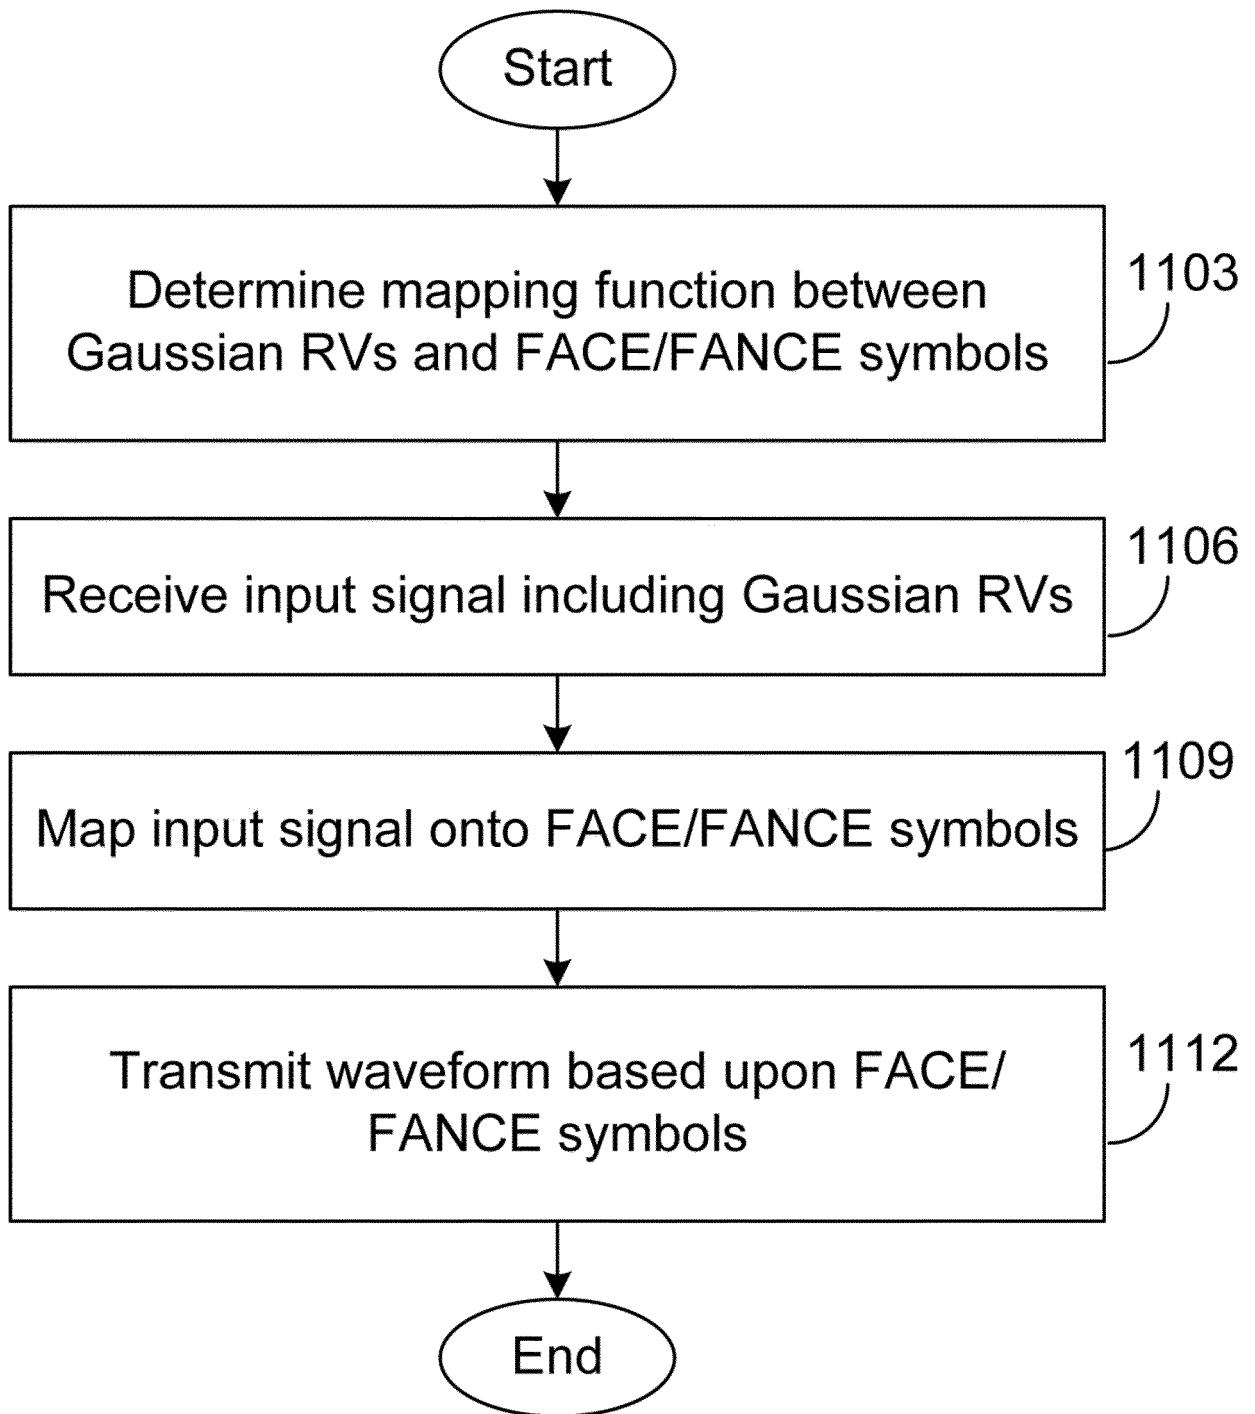 Start
Determine mapping function between
Gaussian RVs and FACE/FANCE symbols
1103
Receive input signal including Gaussian RVs
1106
Map input signal onto FACE/FANCE symbols
1109
Transmit waveform based upon FACE/
FANCE symbols
1112
End